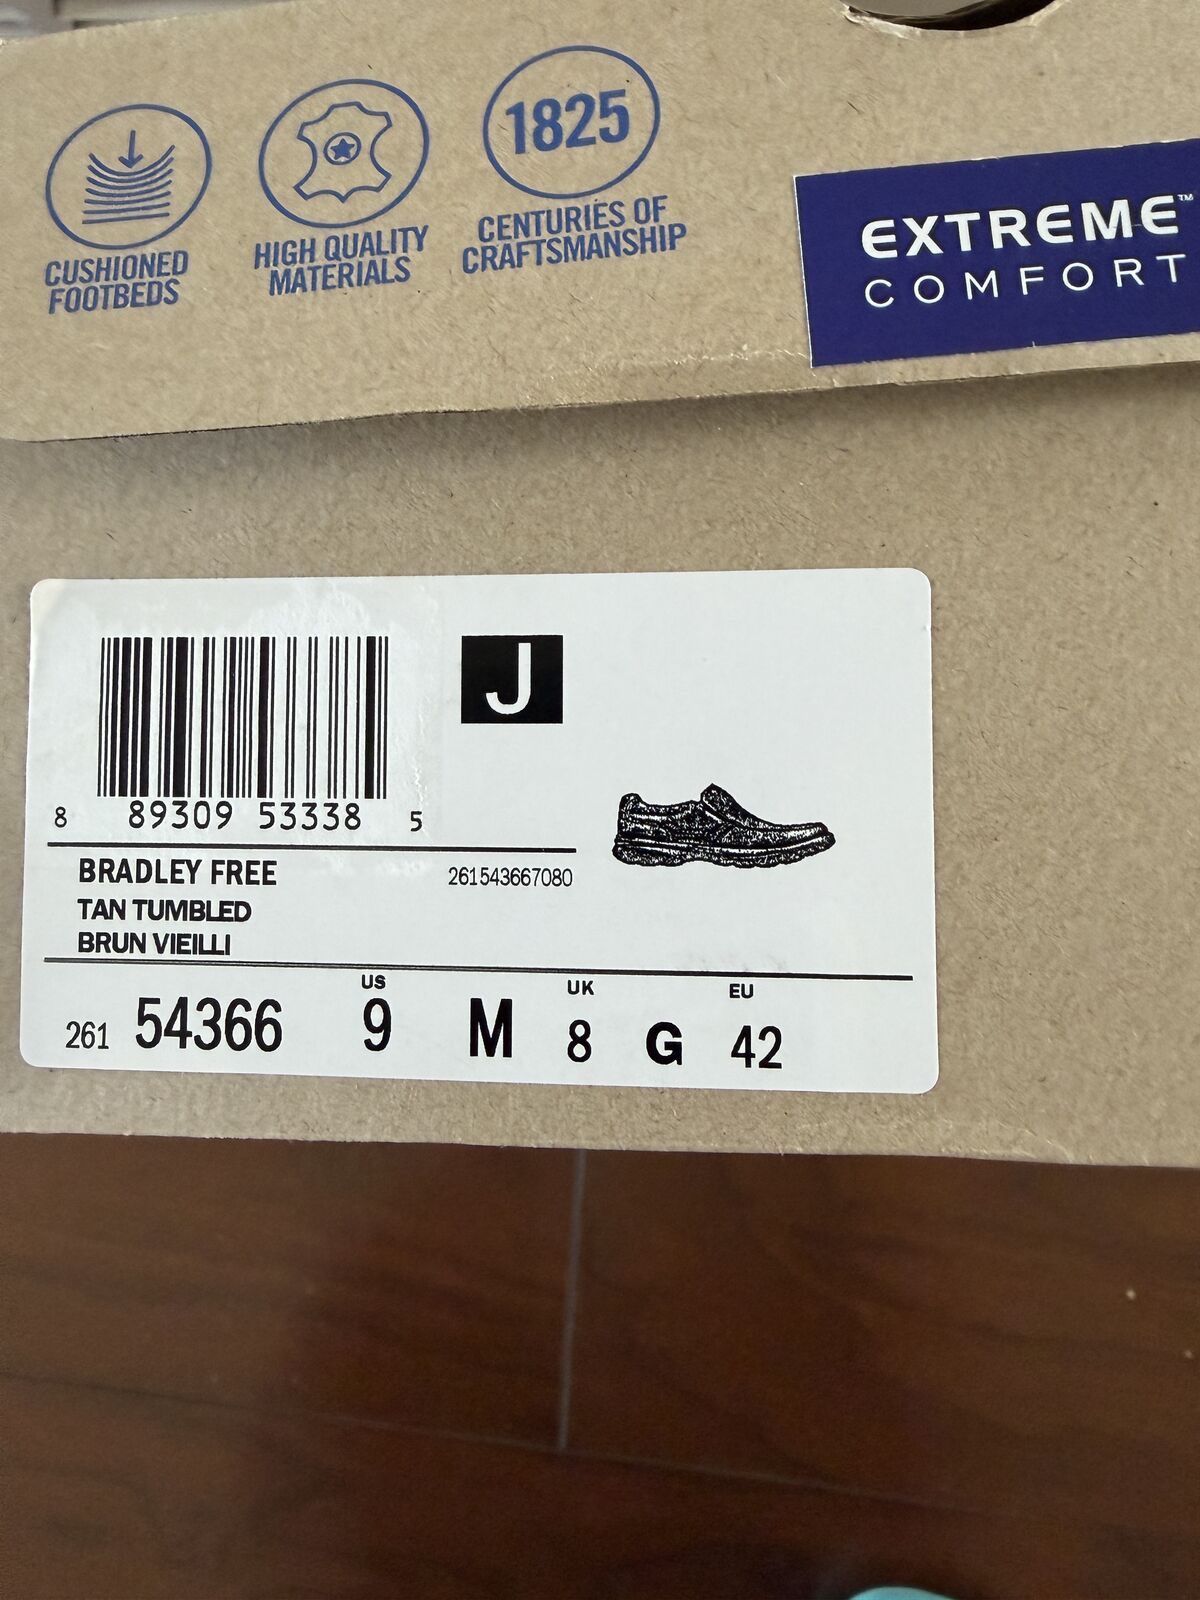 1825
CUSHIONED
FOOTBEDS
HIGH QUALITY
MATERIALS
CENTURIES OF
CRAFTSMANSHIP
EXTREME™
COMFORT
J
8 89309 53338 5
BRADLEY FREE 261543667080
TAN TUMBLED
BRUN VIEILLI
US UK EU
261 54366 9 M 8 G 42